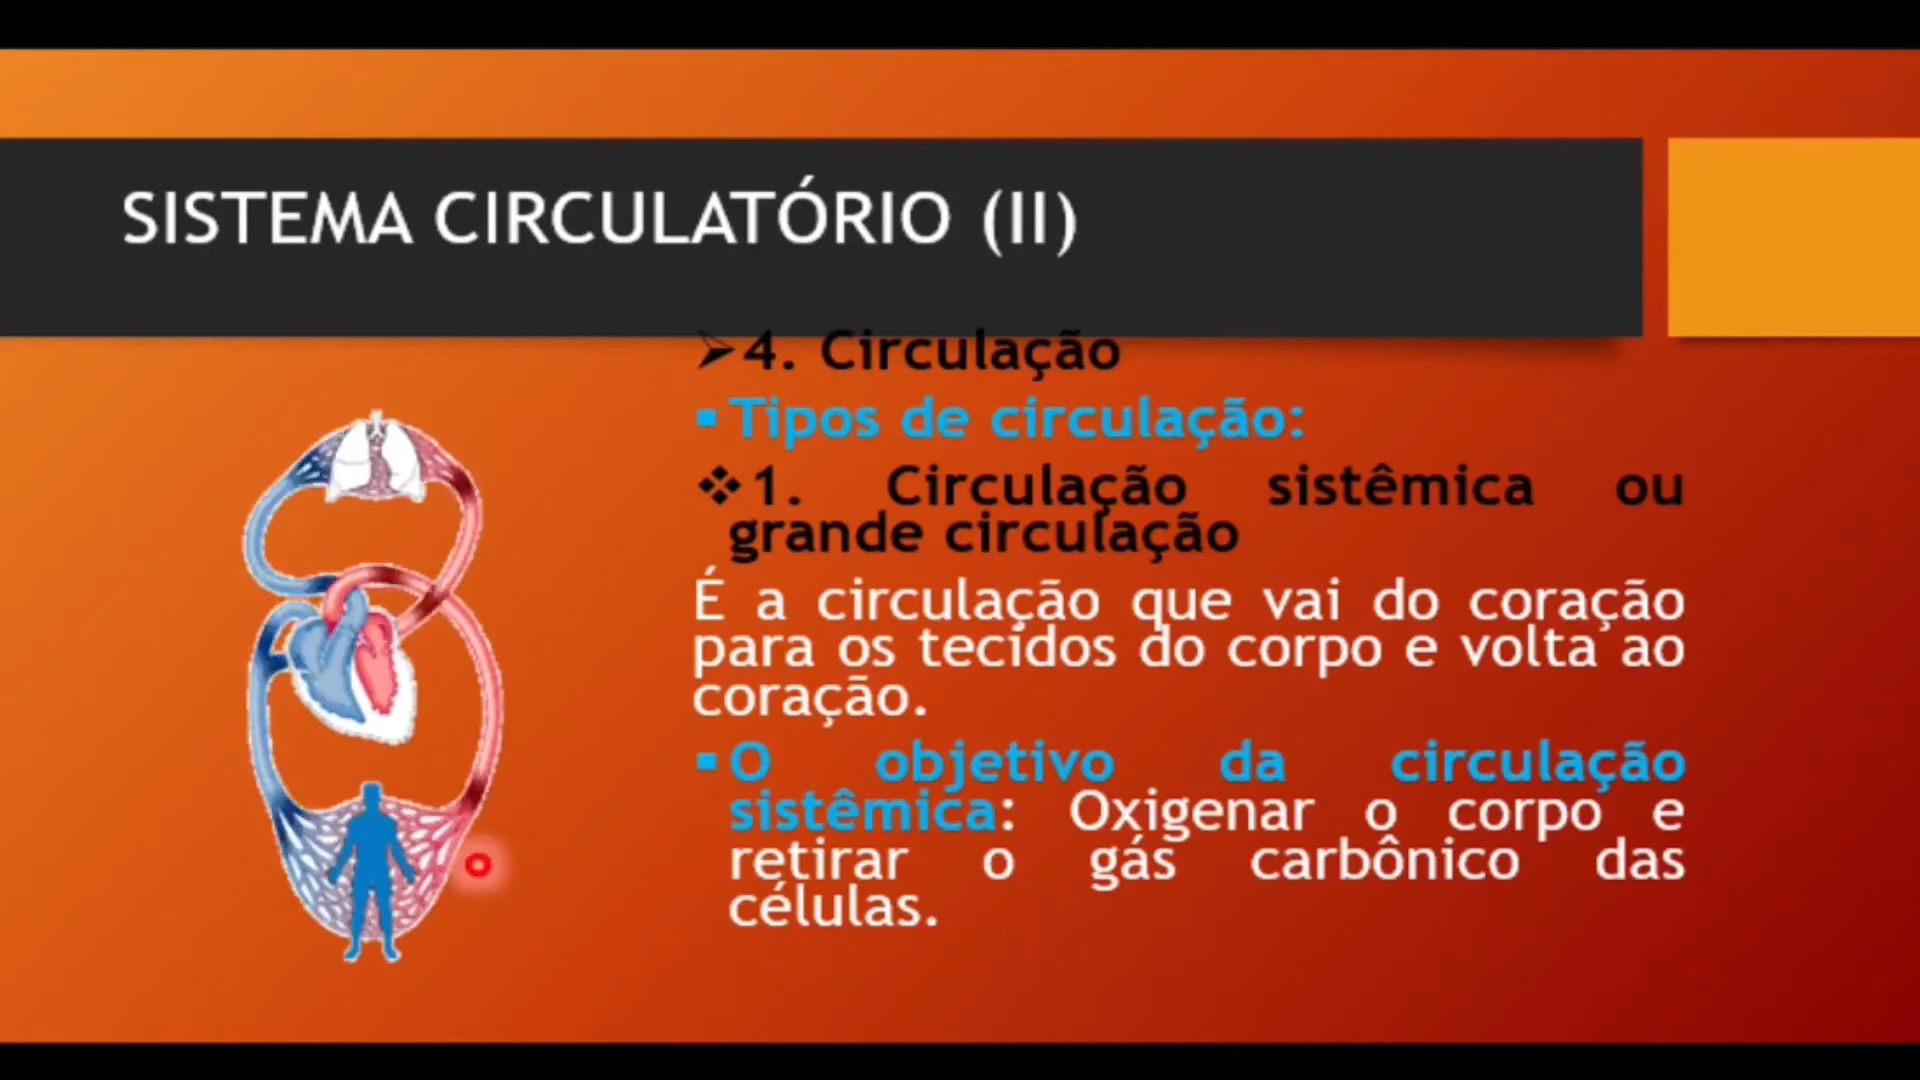 SISTEMA CIRCULATÓRIO (II)
➢4. Circulação
▪Tipos de circulação:
❖1. Circulação sistêmica ou
grande circulação
É a circulação que vai do coração
para os tecidos do corpo e volta ao
coração.
▪O objetivo da circulação
sistêmica: Oxigenar o corpo e
retirar o gás carbônico das
células.